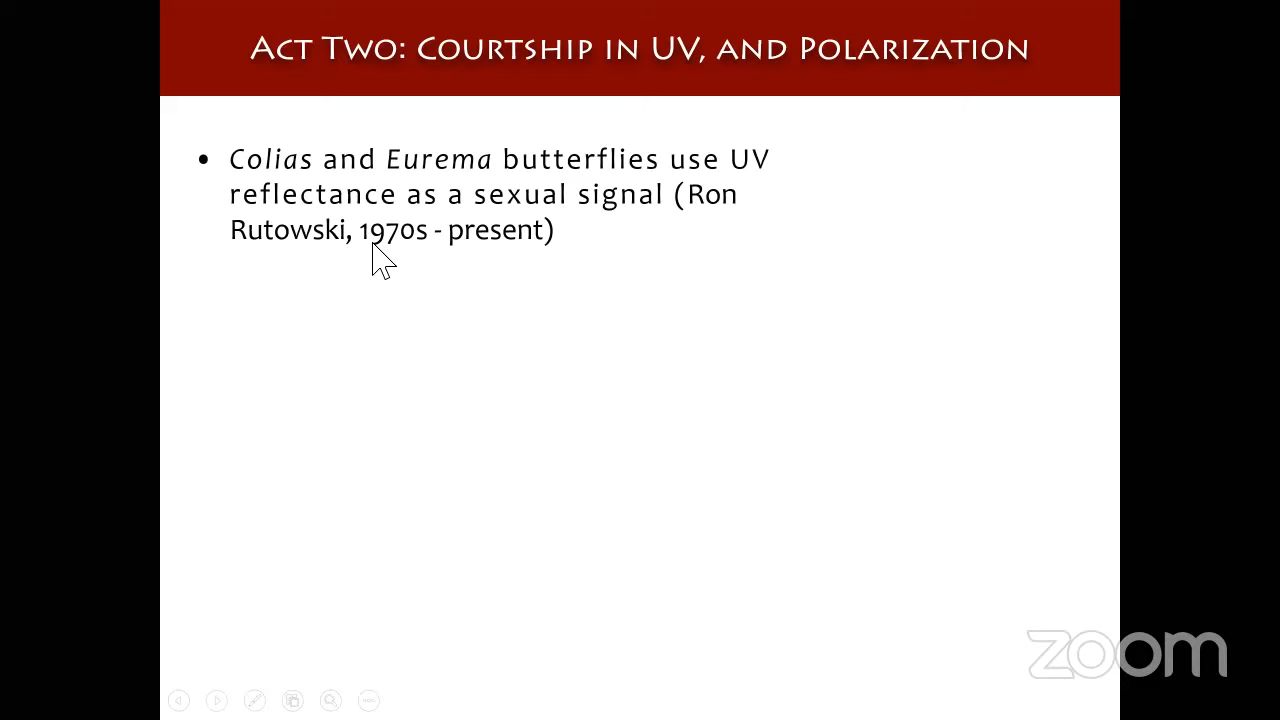 Act Two: Courtship in UV, and Polarization
• Colias and Eurema butterflies use UV
reflectance as a sexual signal (Ron
Rutowski, 1970s - present)
zoom